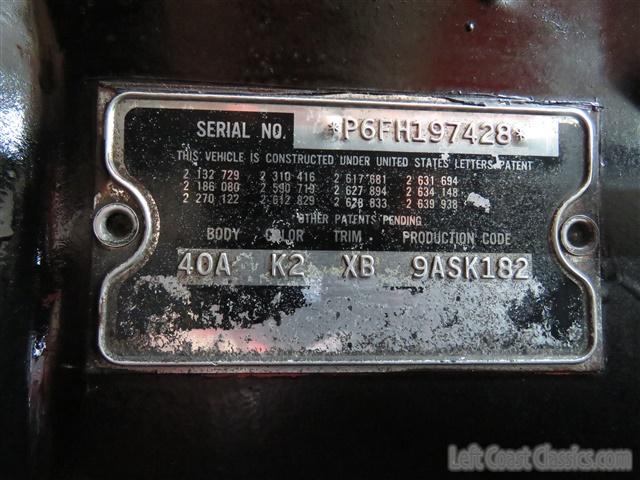 SERIAL NO. *P6FH197428*
THIS VEHICLE IS CONSTRUCTED UNDER UNITED STATES LETTERS PATENT
2 132 729 2 310 416 2 617 681 2 631 694
2 186 080 2 590 719 2 627 894 2 634 148
2 270 122 2 612 829 2 628 833 2 639 938
OTHER PATENTS PENDING
BODY COLOR TRIM PRODUCTION CODE
40A K2 XB 9ASK182
Left Coast Classics.com